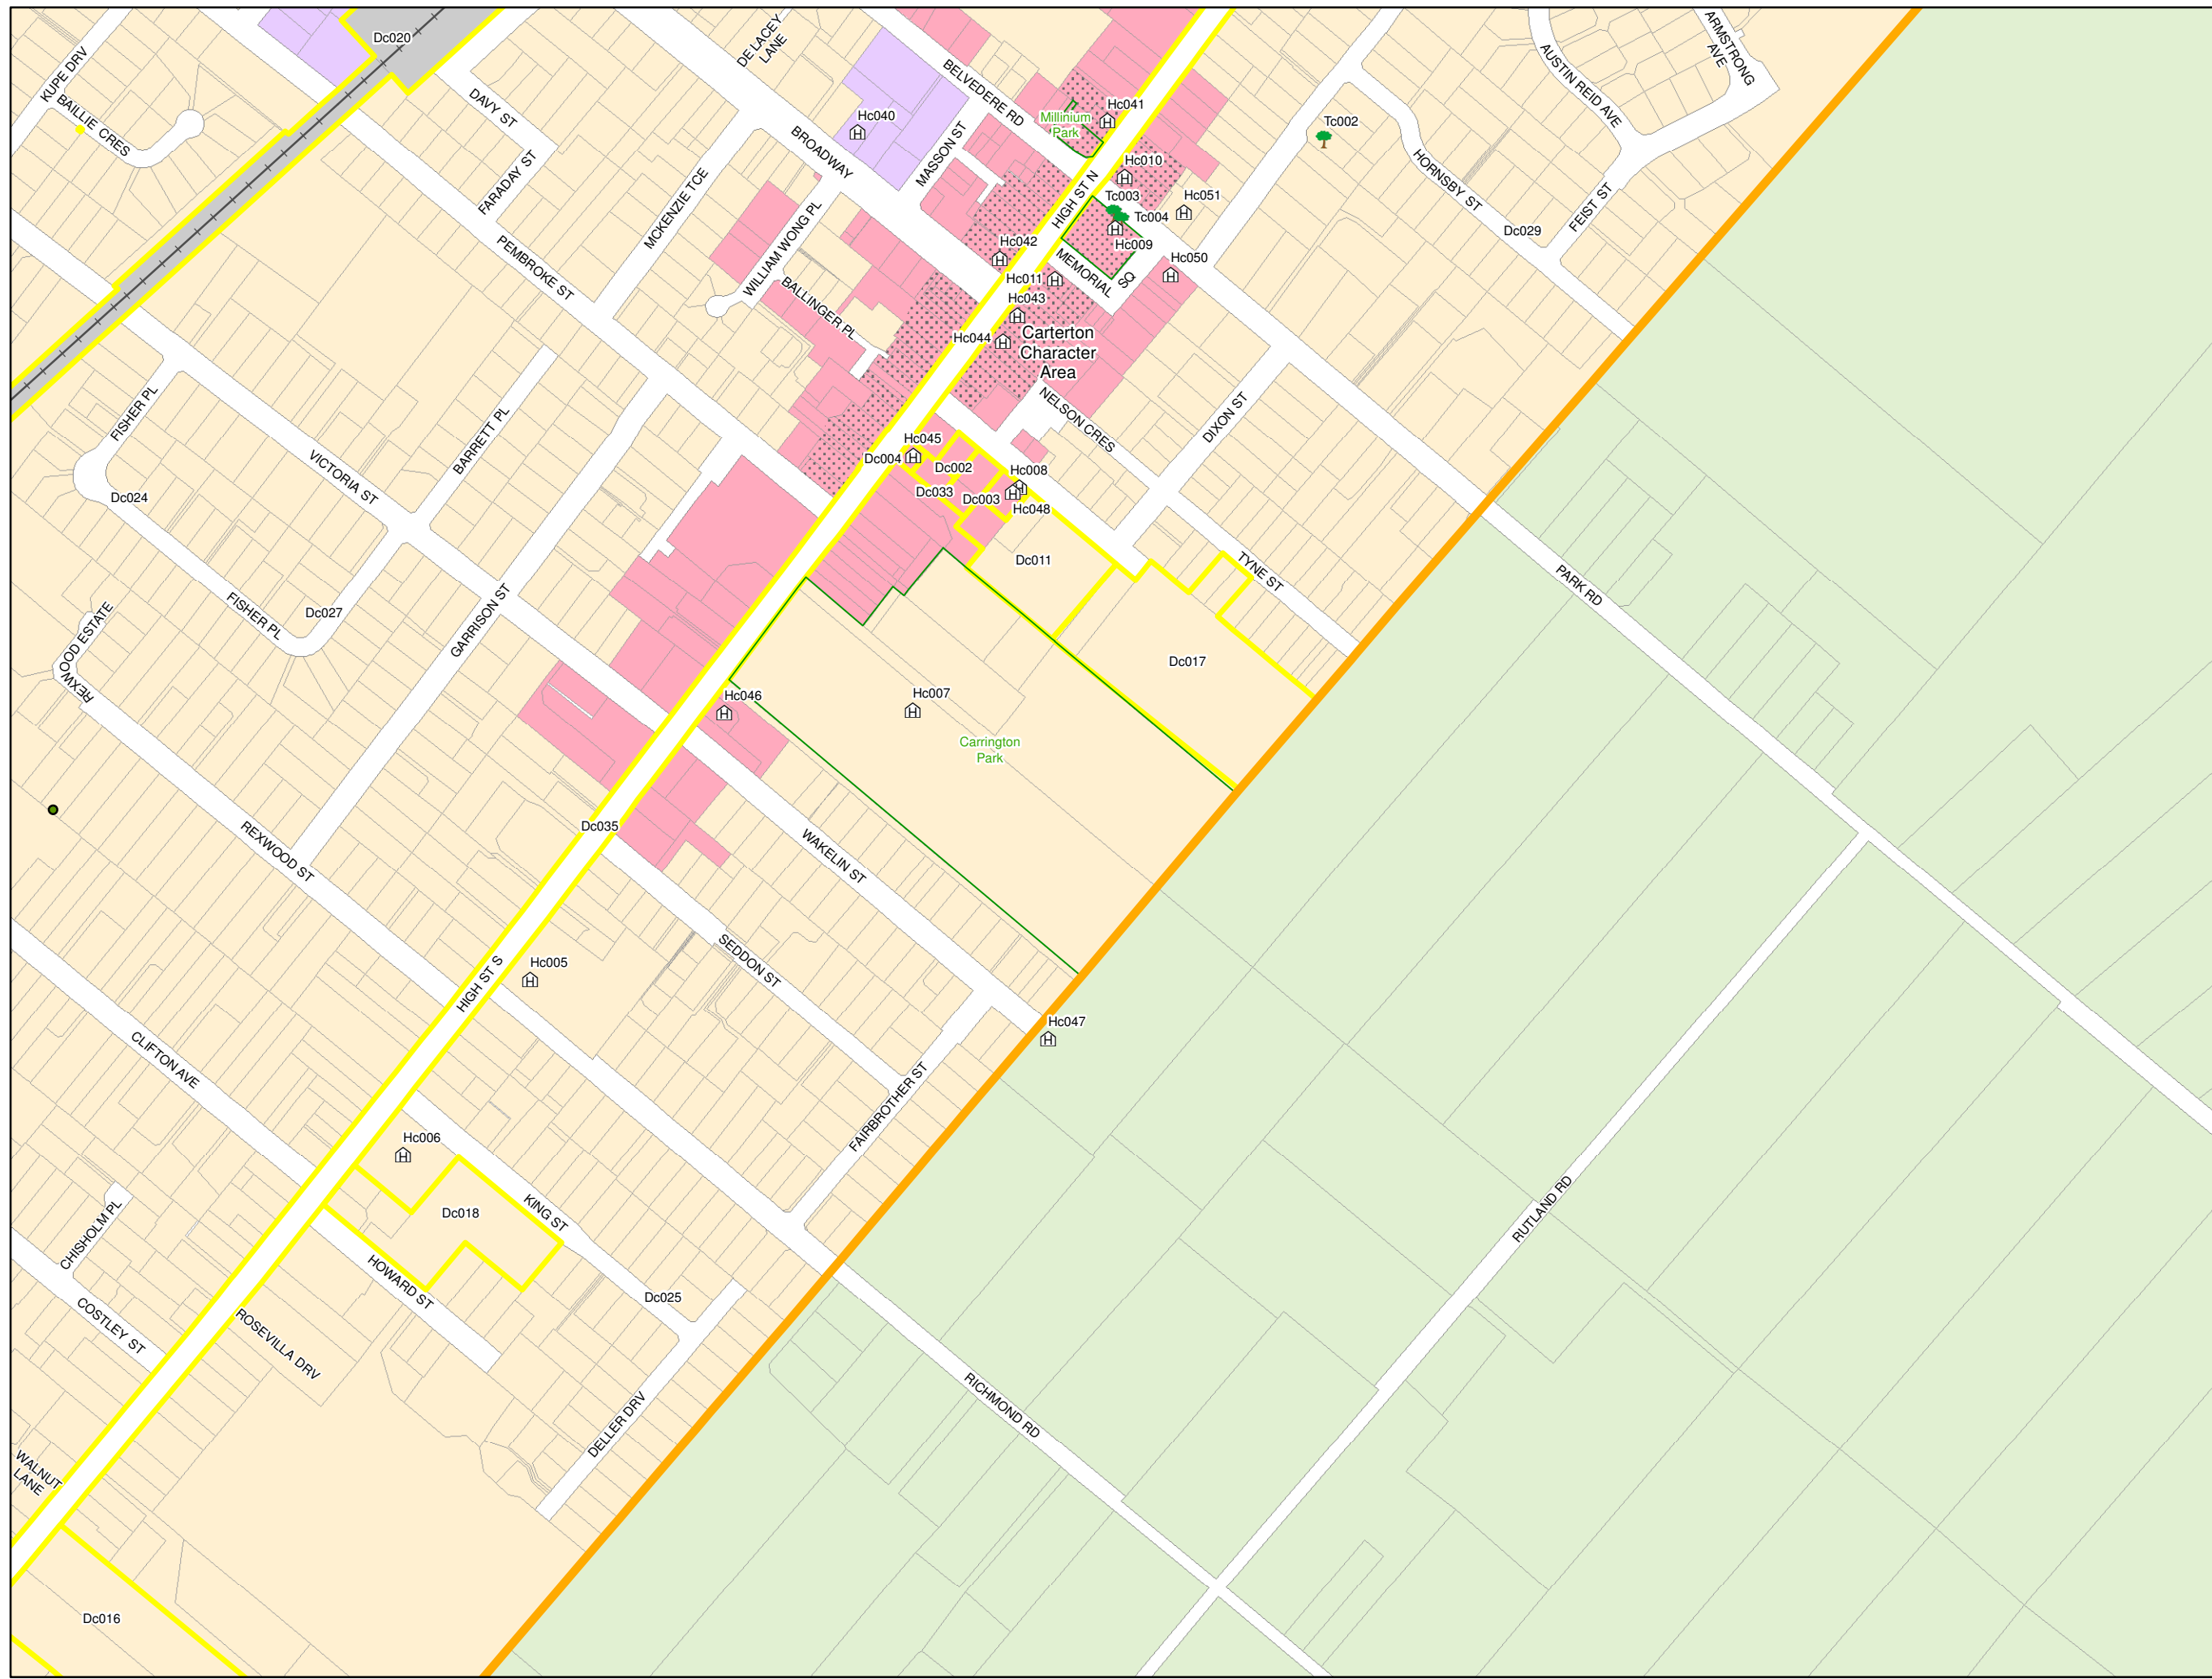 Dc020
DE LACEY
LANE
ARMSTRONG
AVE
KUPE DRV
BAILLIE CRES
DAVY ST
BELVEDERE RD
AUSTIN REID AVE
Hc041
Hc040
Millinium
Park
Tc002
BROADWAY
MASSON ST
FARADAY ST
Hc010
HORNSBY ST
MCKENZIE TCE
HIGH ST N
Tc003
Hc051
Tc004
FEIST ST
Dc029
WILLIAM WONG PL
Hc042
Hc009
PEMBROKE ST
MEMORIAL
SQ
Hc050
Hc011
BALLINGER PL
Hc043
Hc044
Carterton
Character
Area
FISHER PL
NELSON CRES
DIXON ST
BARRETT PL
VICTORIA ST
Hc045
Dc004
Dc002
Hc008
Dc024
Dc033
Dc003
Hc048
Dc011
TYNE ST
PARK RD
REXWOOD ESTATE
FISHER PL
Dc027
GARRISON ST
Dc017
Hc046
Hc007
Carrington
Park
Dc035
REXWOOD ST
WAKELIN ST
SEDDON ST
HIGH ST S
Hc005
Hc047
CLIFTON AVE
FAIRBROTHER ST
Hc006
CHISHOLM PL
Dc018
KING ST
RUTLAND RD
HOWARD ST
Dc025
COSTLEY ST
ROSEVILLA DRV
DELLER DRV
RICHMOND RD
WALNUT
LANE
Dc016